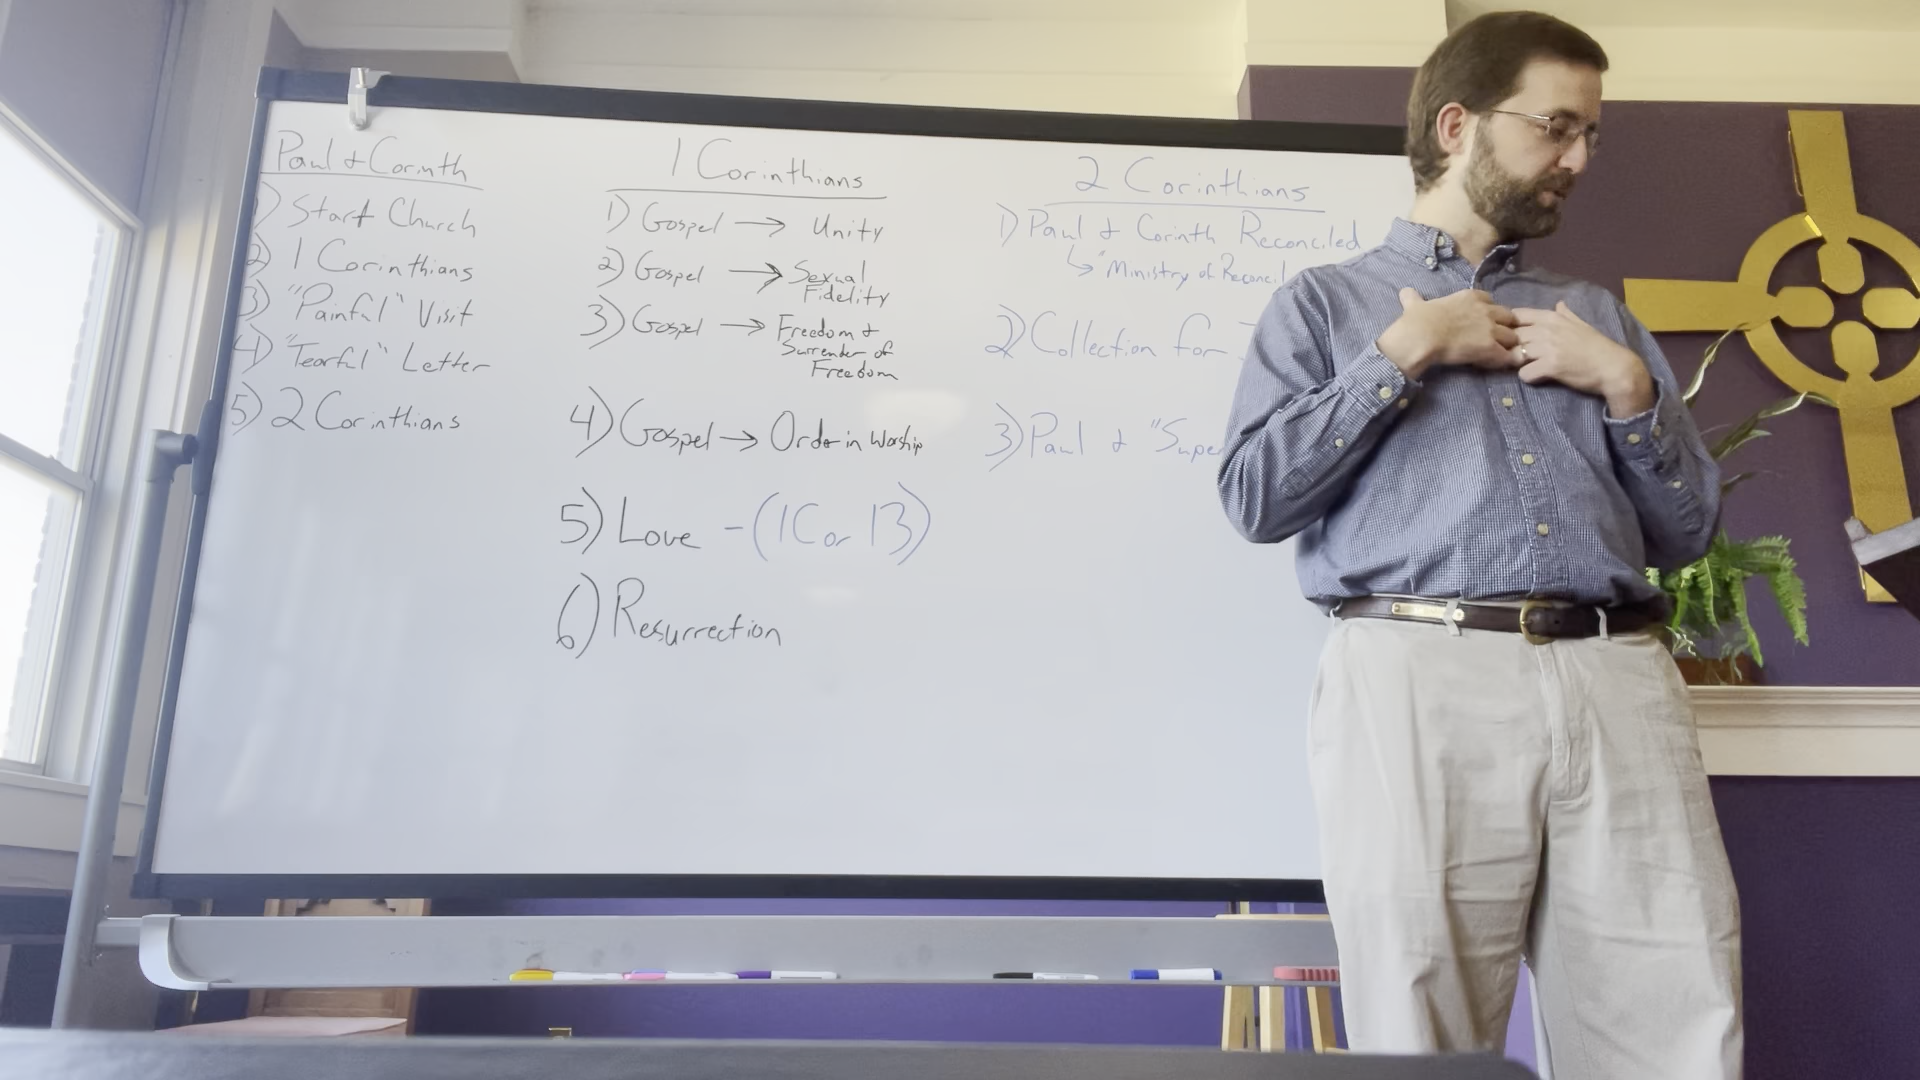 Paul & Corinth
1) Start Church
2) 1 Corinthians
3) "Painful" Visit
4) "Tearful" Letter
5) 2 Corinthians
1 Corinthians
1) Gospel → Unity
2) Gospel → Sexual
Fidelity
3) Gospel → Freedom &
Surrender of
Freedom
4) Gospel → Order in Worship
5) Love - (1 Cor 13)
6) Resurrection
2 Corinthians
1) Paul & Corinth Reconciled
↳ "Ministry of
2) Collection for
3) Paul & "Super